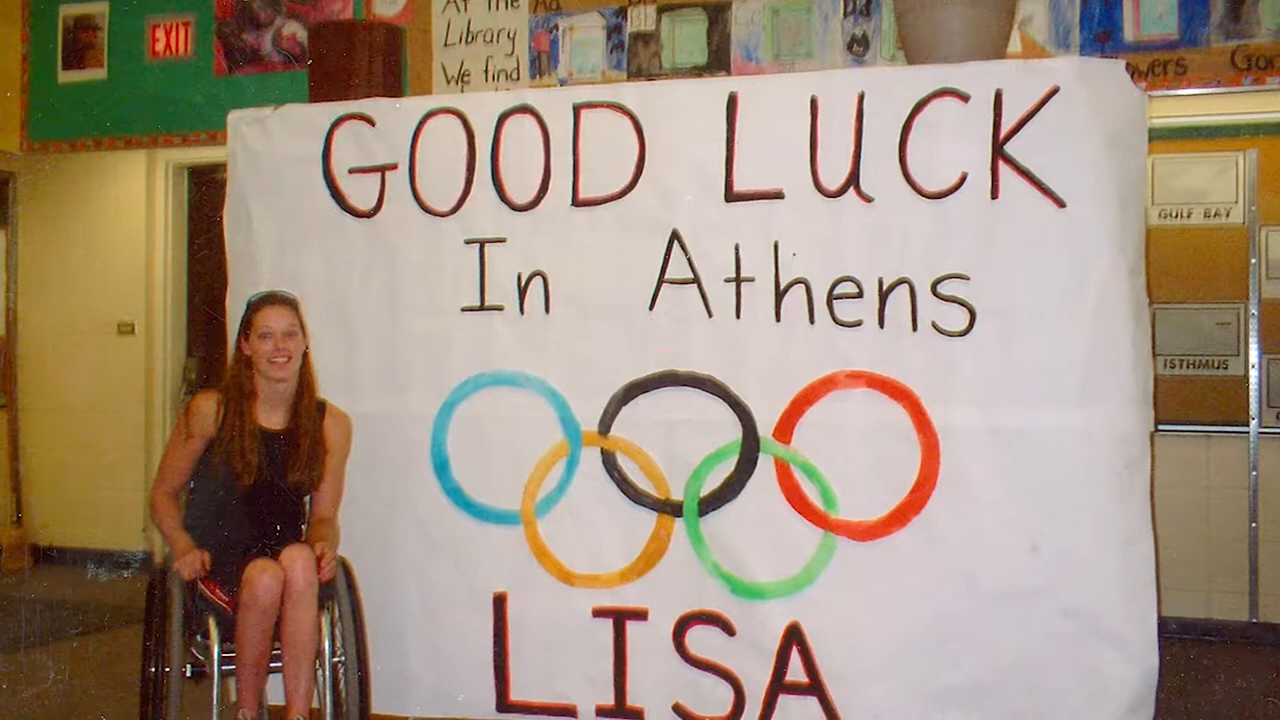 EXIT
At the
Library
We find
GOOD LUCK
In Athens
LISA
GULF BAY
ISTHMUS